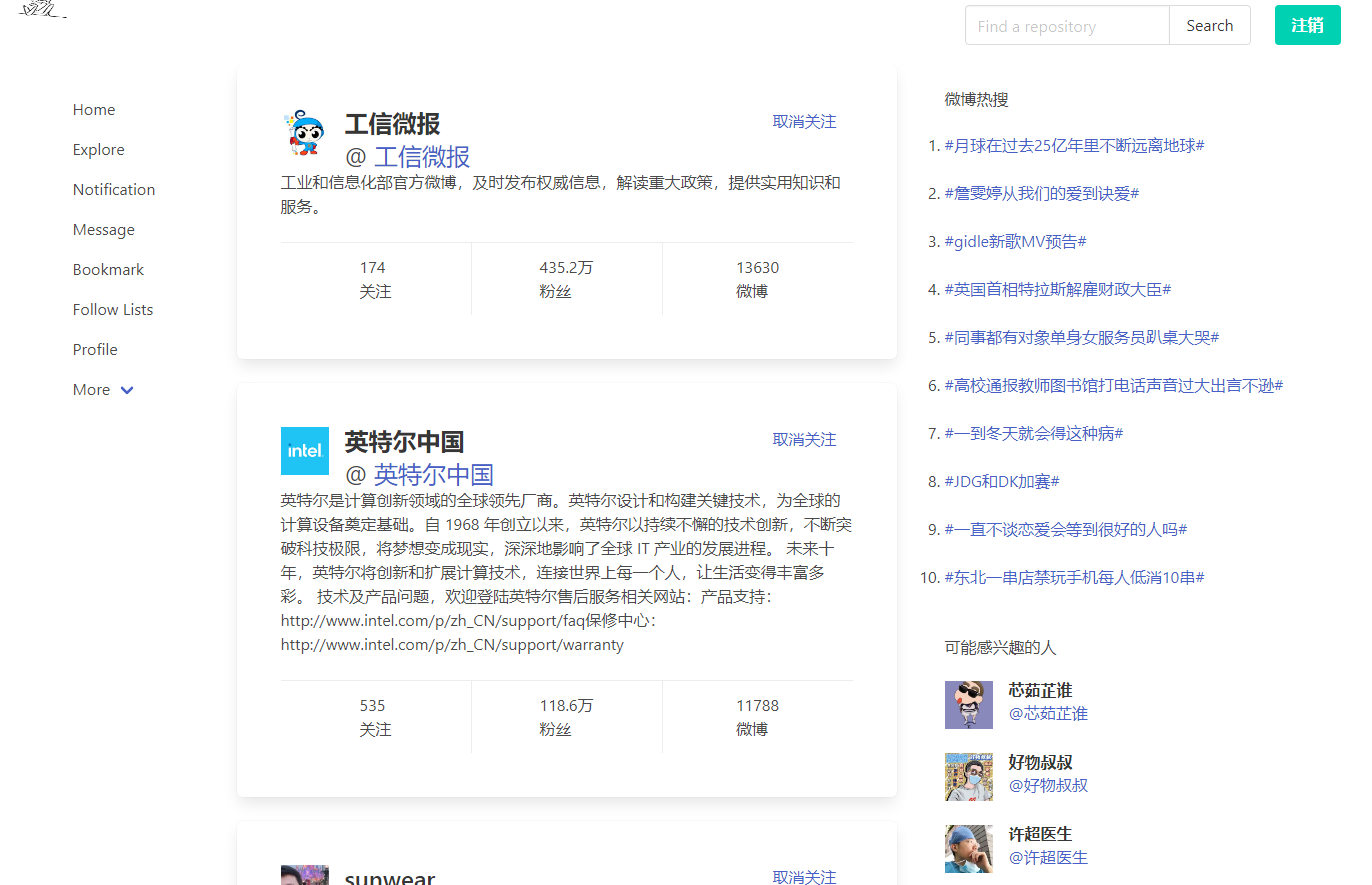 Find a repository
Search
注销
Home
Explore
Notification
Message
Bookmark
Follow Lists
Profile
More
工信微报
取消关注
@ 工信微报
工业和信息化部官方微博，及时发布权威信息，解读重大政策，提供实用知识和
服务。
174
关注
435.2万
粉丝
13630
微博
intel
英特尔中国
取消关注
@ 英特尔中国
英特尔是计算创新领域的全球领先厂商。英特尔设计和构建关键技术，为全球的
计算设备奠定基础。自 1968 年创立以来，英特尔以持续不懈的技术创新，不断突
破科技极限，将梦想变成现实，深深地影响了全球 IT 产业的发展进程。 未来十
年，英特尔将创新和扩展计算技术，连接世界上每一个人，让生活变得丰富多
彩。 技术及产品问题，欢迎登陆英特尔售后服务相关网站：产品支持：
http://www.intel.com/p/zh_CN/support/faq保修中心：
http://www.intel.com/p/zh_CN/support/warranty
535
关注
118.6万
粉丝
11788
微博
sunwear
取消关注
微博热搜
1. #月球在过去25亿年里不断远离地球#
2. #詹雯婷从我们的爱到诀爱#
3. #gidle新歌MV预告#
4. #英国首相特拉斯解雇财政大臣#
5. #同事都有对象单身女服务员趴桌大哭#
6. #高校通报教师图书馆打电话声音过大出言不逊#
7. #一到冬天就会得这种病#
8. #JDG和DK加赛#
9. #一直不谈恋爱会等到很好的人吗#
10. #东北一串店禁玩手机每人低消10串#
可能感兴趣的人
芯茹芷谁
@芯茹芷谁
好物叔叔
@好物叔叔
许超医生
@许超医生